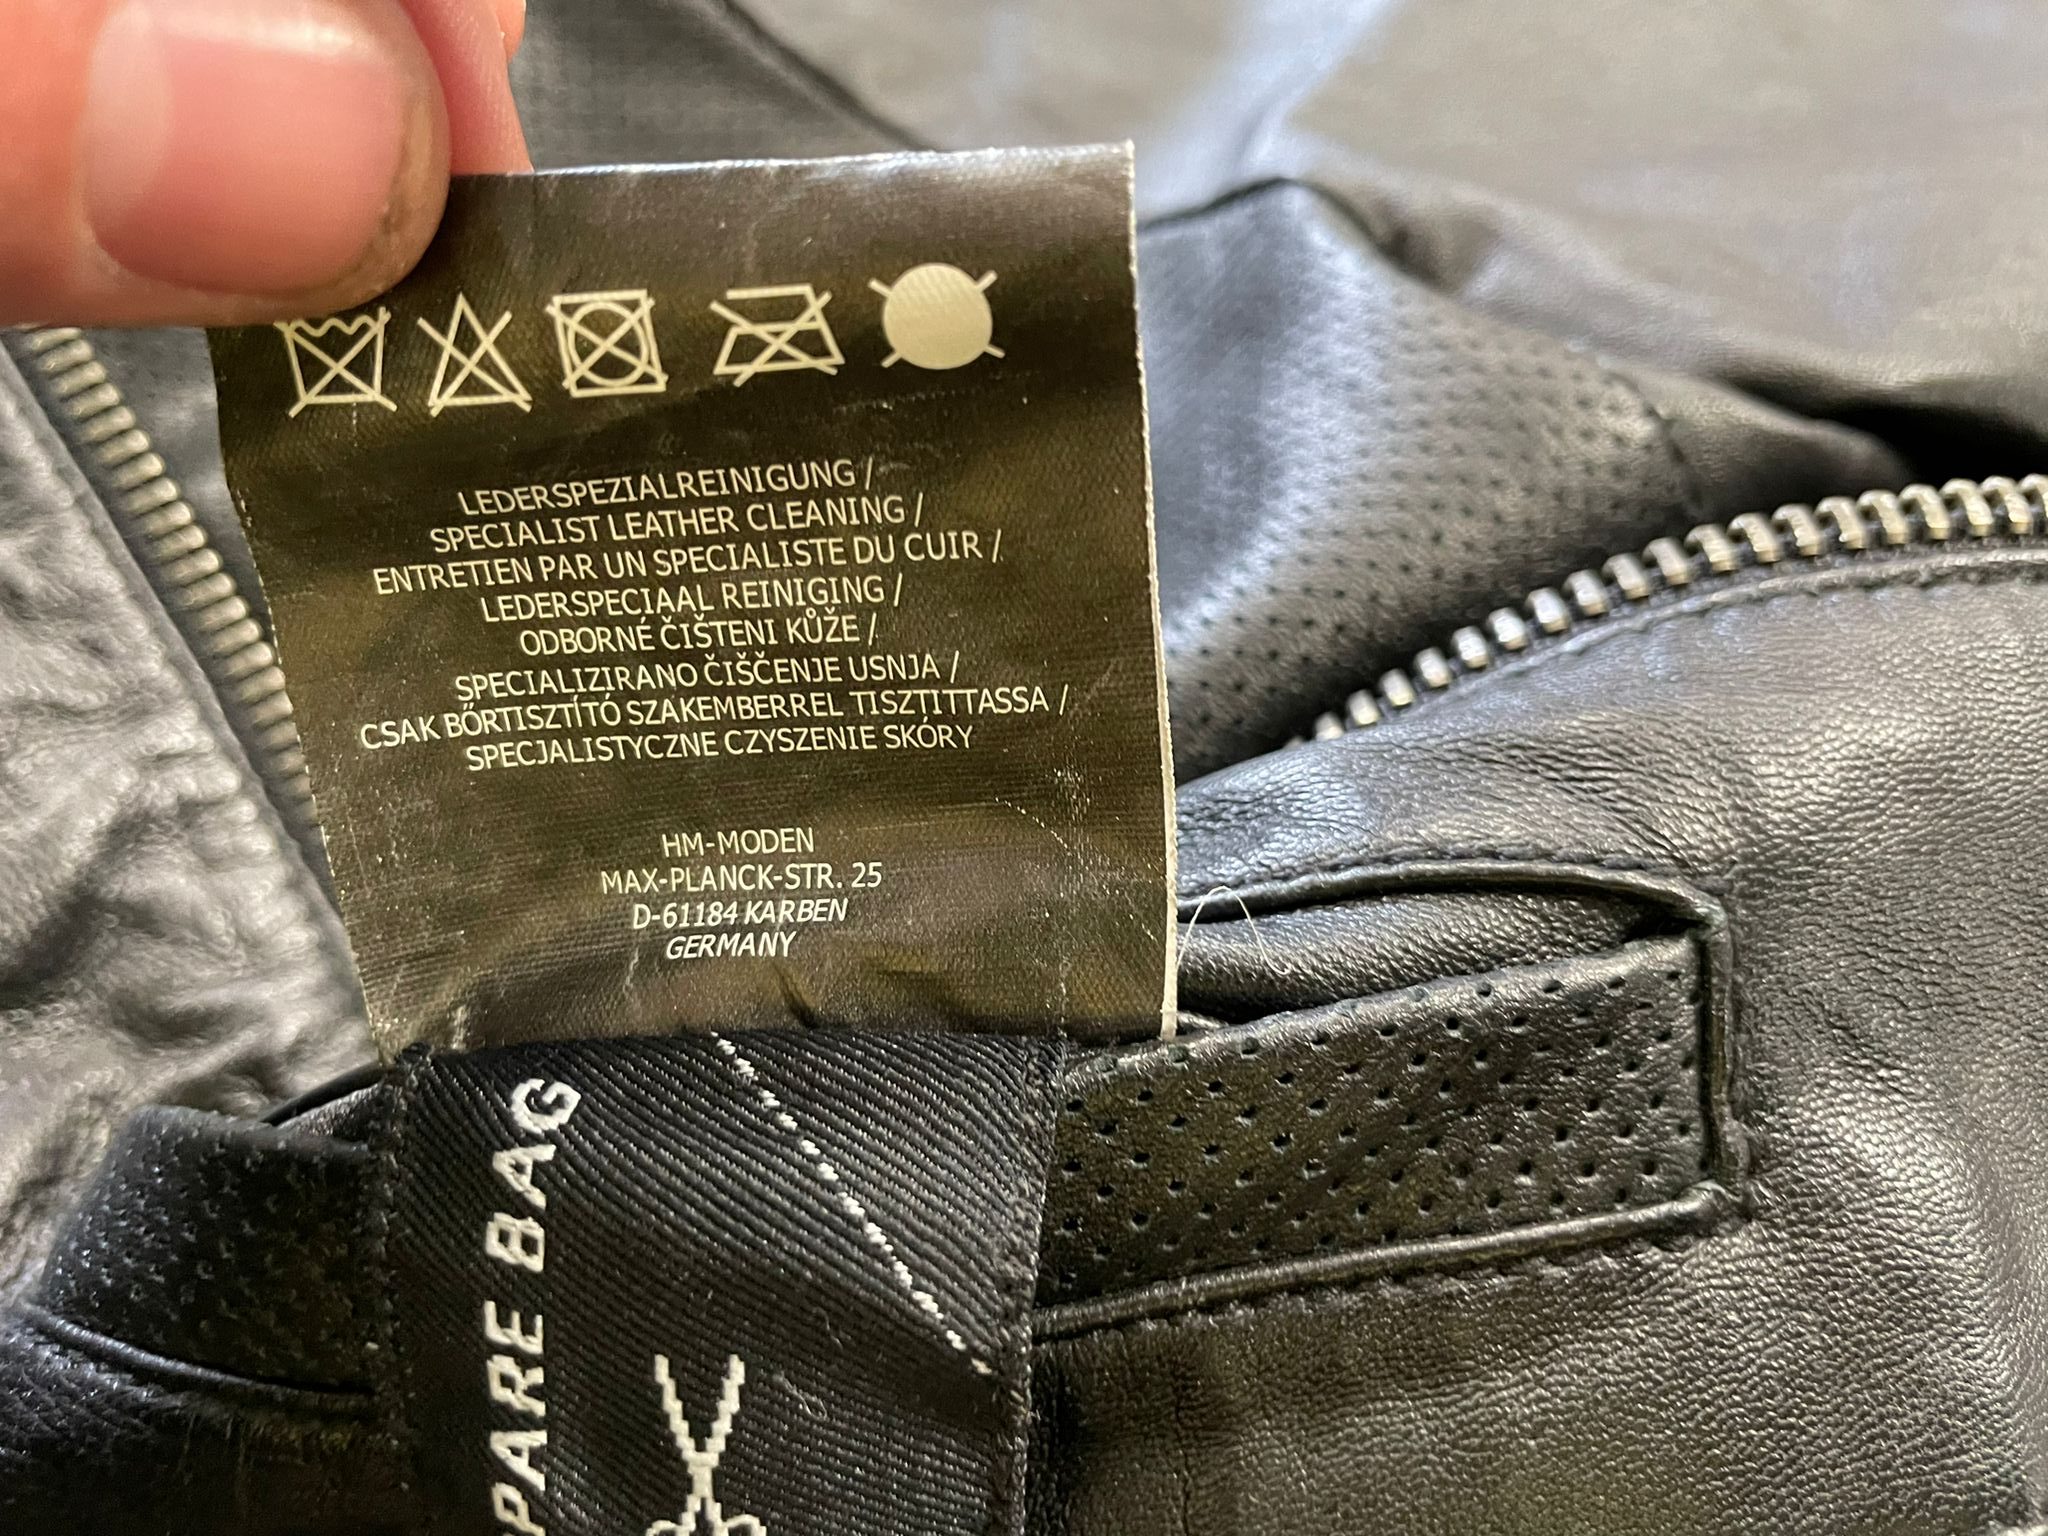 LEDERSPEZIALREINIGUNG /
SPECIALIST LEATHER CLEANING /
ENTRETIEN PAR UN SPECIALISTE DU CUIR /
LEDERSPECIAAL REINIGING /
ODBORNÉ ČIŠTENI KŮŽE /
SPECIALIZIRANO ČIŠČENJE USNJA /
CSAK BŐRTISZTÍTÓ SZAKEMBERREL TISZTITTASSA /
SPECJALISTYCZNE CZYSZENIE SKÓRY
HM-MODEN
MAX-PLANCK-STR. 25
D-61184 KARBEN
GERMANY
PARE BAG